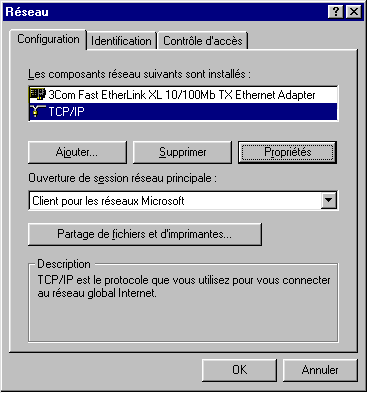 Réseau
Configuration
Identification
Contrôle d'accès
Les composants réseau suivants sont installés :
3Com Fast EtherLink XL 10/100Mb TX Ethernet Adapter
TCP/IP
Ajouter...
Supprimer
Propriétés
Ouverture de session réseau principale :
Client pour les réseaux Microsoft
Partage de fichiers et d'imprimantes...
Description
TCP/IP est le protocole que vous utilisez pour vous connecter
au réseau global Internet.
OK
Annuler